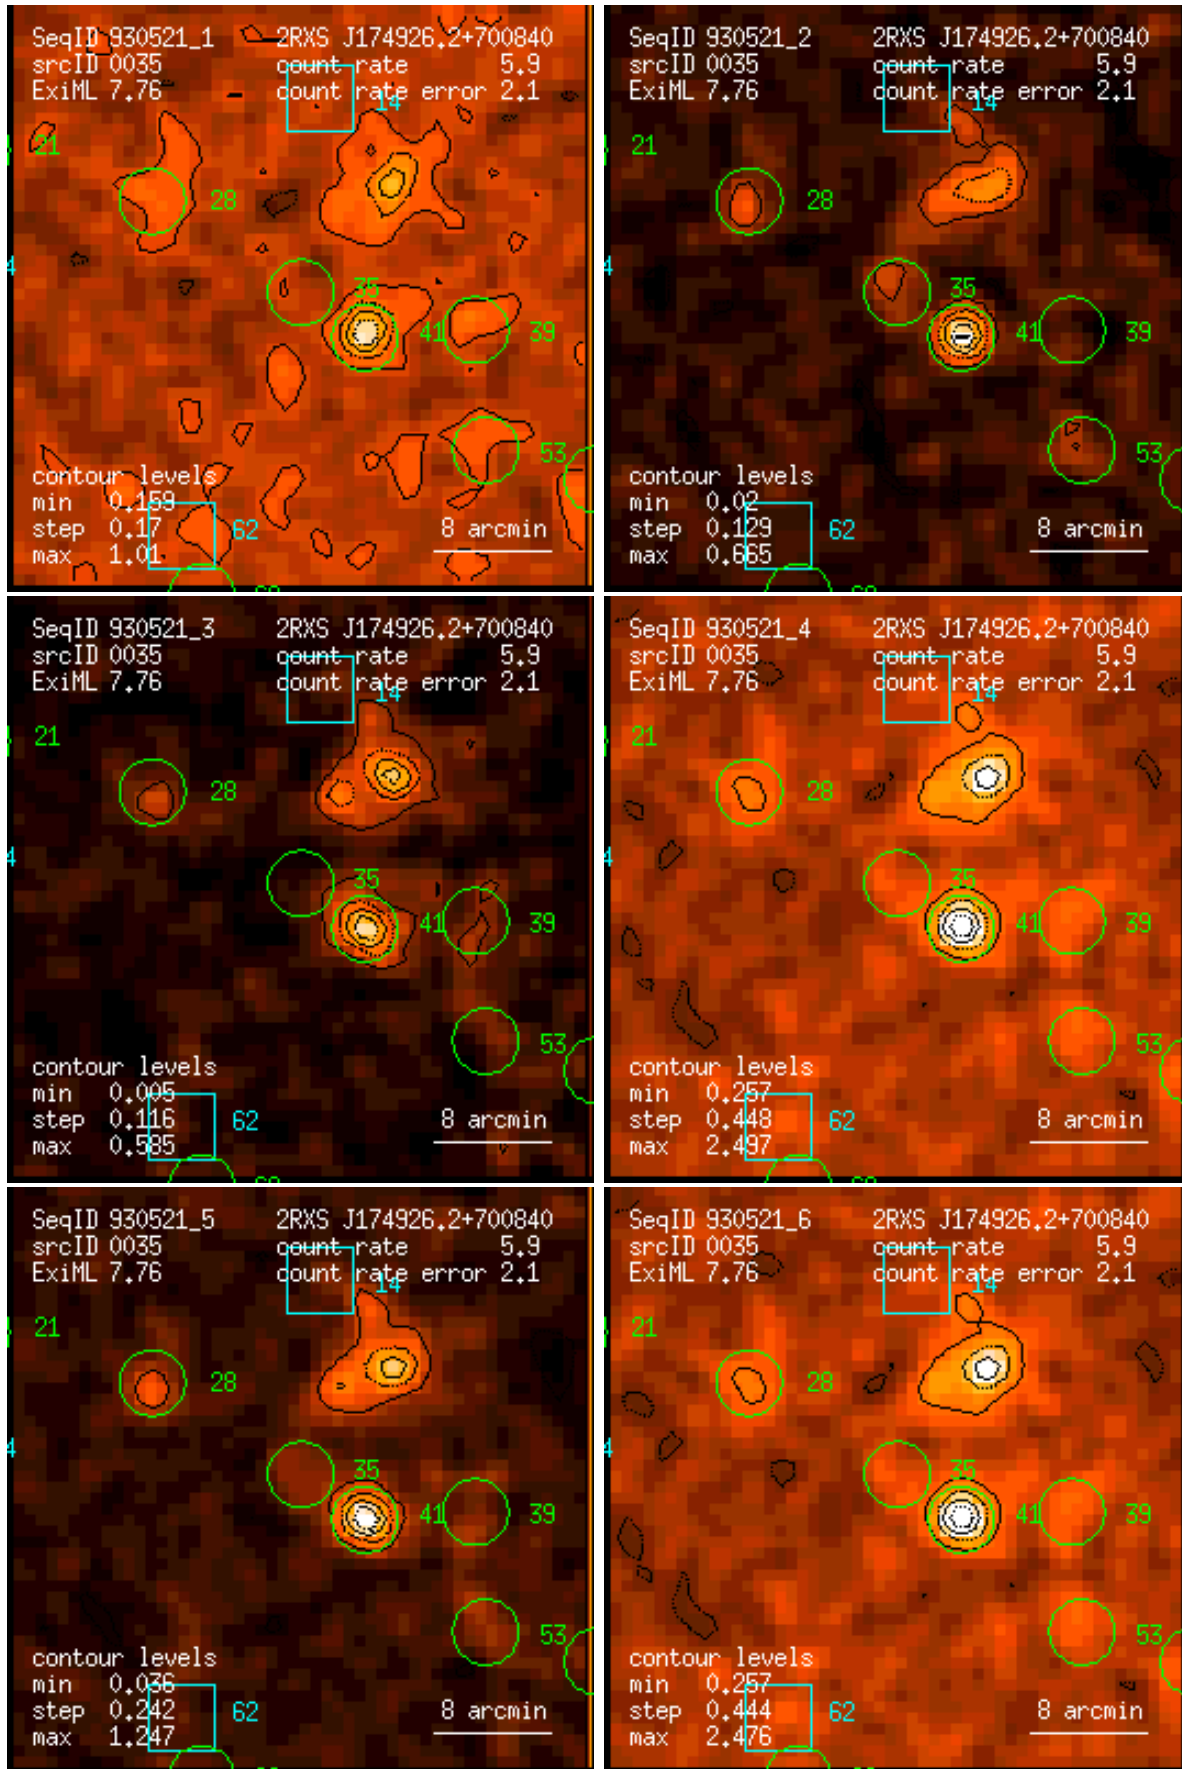 SeqID 930521_1 2RXS J174926.2+700840
srcID 0035 count rate 5.9
ExiML 7.76 count rate error 2.1
14
21
28
4
35
41 39
53
contour levels
min 0.159
step 0.17 62 8 arcmin
max 1.01
SeqID 930521_2 2RXS J174926.2+700840
srcID 0035 count rate 5.9
ExiML 7.76 count rate error 2.1
14
21
28
4
35
41 39
53
contour levels
min 0.02
step 0.129 62 8 arcmin
max 0.665
SeqID 930521_3 2RXS J174926.2+700840
srcID 0035 count rate 5.9
ExiML 7.76 count rate error 2.1
14
21
28
4
35
41 39
53
contour levels
min 0.005
step 0.116 62 8 arcmin
max 0.585
SeqID 930521_4 2RXS J174926.2+700840
srcID 0035 count rate 5.9
ExiML 7.76 count rate error 2.1
14
21
28
4
35
41 39
53
contour levels
min 0.257
step 0.448 62 8 arcmin
max 2.497
SeqID 930521_5 2RXS J174926.2+700840
srcID 0035 count rate 5.9
ExiML 7.76 count rate error 2.1
14
21
28
4
35
41 39
53
contour levels
min 0.036
step 0.242 62 8 arcmin
max 1.247
SeqID 930521_6 2RXS J174926.2+700840
srcID 0035 count rate 5.9
ExiML 7.76 count rate error 2.1
14
21
28
4
35
41 39
53
contour levels
min 0.257
step 0.444 62 8 arcmin
max 2.476